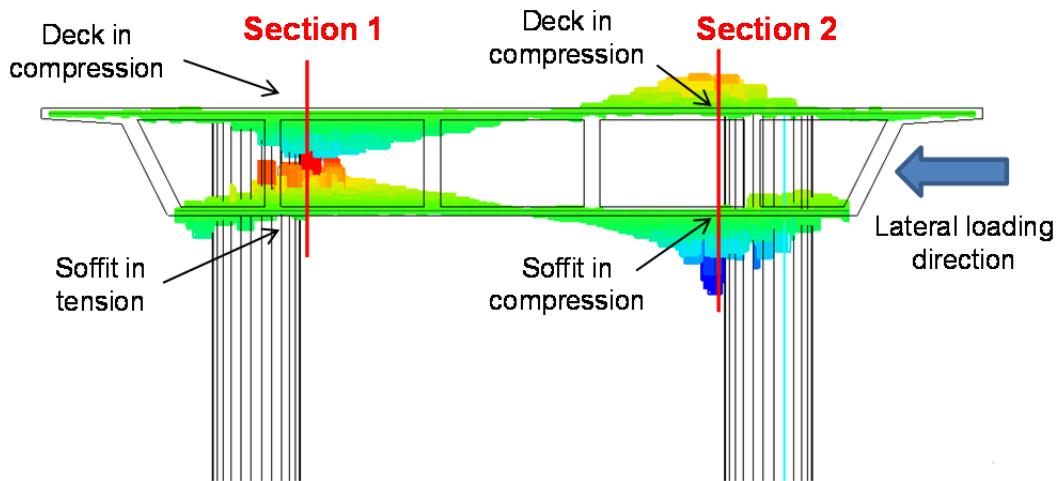 Section 1
Section 2
Deck in
compression
Deck in
compression
Soffit in
tension
Soffit in
compression
Lateral loading
direction